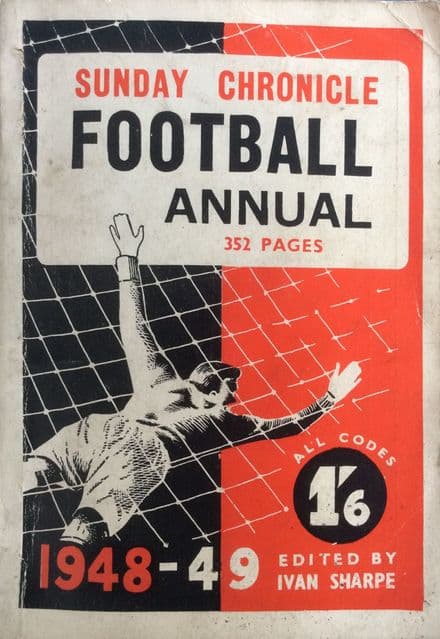 SUNDAY CHRONICLE
FOOTBALL
ANNUAL
352 PAGES
ALL CODES
1'6
1948-49
EDITED BY
IVAN SHARPE